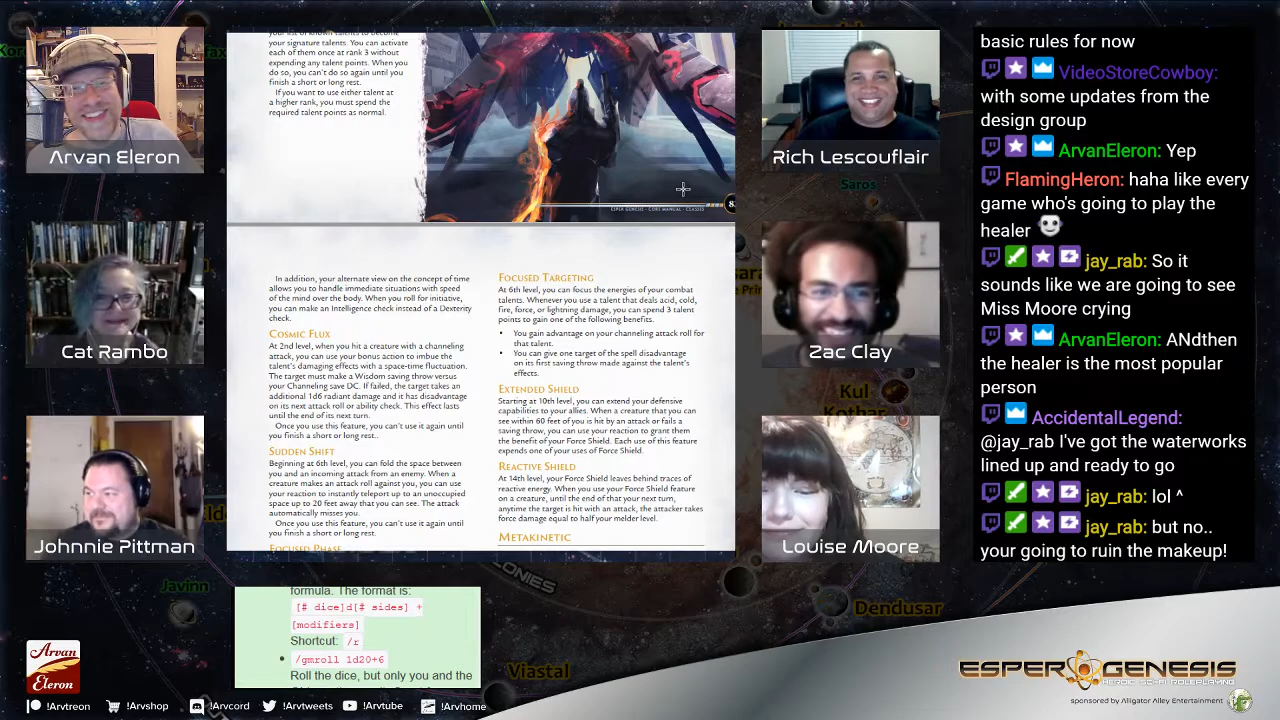 your list of known talents to become
your signature talents. You can activate
each of them once at rank 3 without
expending any talent points. When you
do so, you can't do so again until you
finish a short or long rest.
If you want to use either talent at
a higher rank, you must spend the
required talent points as normal.
ESPER GENESIS - CORE MANUAL - CLASSES
In addition, your alternate view on the concept of time
allows you to handle immediate situations with speed
of the mind over the body. When you roll for initiative,
you can make an Intelligence check instead of a Dexterity
check.
COSMIC FLUX
At 2nd level, when you hit a creature with a channeling
attack, you can use your bonus action to imbue the
talent's damaging effects with a space-time fluctuation.
The target must make a Wisdom saving throw versus
your Channeling save DC. If failed, the target takes an
additional 1d6 radiant damage and it has disadvantage
on its next attack roll or ability check. This effect lasts
until the end of its next turn.
Once you use this feature, you can't use it again until
you finish a short or long rest..
SUDDEN SHIFT
Beginning at 6th level, you can fold the space between
you and an incoming attack from an enemy. When a
creature makes an attack roll against you, you can use
your reaction to instantly teleport up to an unoccupied
space up to 20 feet away that you can see. The attack
automatically misses you.
Once you use this feature, you can't use it again until
you finish a short or long rest.
FOCUSED PHASE
FOCUSED TARGETING
At 6th level, you can focus the energies of your combat
talents. Whenever you use a talent that deals acid, cold,
fire, force, or lightning damage, you can spend 3 talent
points to gain one of the following benefits.
• You gain advantage on your channeling attack roll for
that talent.
• You can give one target of the spell disadvantage
on its first saving throw made against the talent's
effects.
EXTENDED SHIELD
Starting at 10th level, you can extend your defensive
capabilities to your allies. When a creature that you can
see within 60 feet of you is hit by an attack or fails a
saving throw, you can use your reaction to grant them
the benefit of your Force Shield. Each use of this feature
expends one of your uses of Force Shield.
REACTIVE SHIELD
At 14th level, your Force Shield leaves behind traces of
reactive energy. When you use your Force Shield feature
on a creature, until the end of that your next turn,
anytime the target is hit with an attack, the attacker takes
force damage equal to half your melder level.
METAKINETIC
Arvan Eleron
Cat Rambo
Johnnie Pittman
Rich Lescouflair
Zac Clay
Louise Moore
Saros
Kul
Kothar
Javinn
Dendusar
Viastal
basic rules for now
VideoStoreCowboy:
with some updates from the
design group
ArvanEleron: Yep
FlamingHeron: haha like every
game who's going to play the
healer
jay_rab: So it
sounds like we are going to see
Miss Moore crying
ArvanEleron: ANdthen
the healer is the most popular
person
AccidentalLegend:
@jay_rab I've got the waterworks
lined up and ready to go
jay_rab: lol ^
jay_rab: but no..
your going to ruin the makeup!
formula. The format is:
[# dice]d[# sides] +
[modifiers]
Shortcut: /r
• /gmroll 1d20+6
Roll the dice, but only you and the
Arvan
Eleron
/Arvtreon
/Arvshop
/Arvcord
/Arvtweets
/Arvtube
/Arvhome
ESPER GENESIS
HEROIC SCI-FI ROLEPLAYING
sponsored by Alligator Alley Entertainment